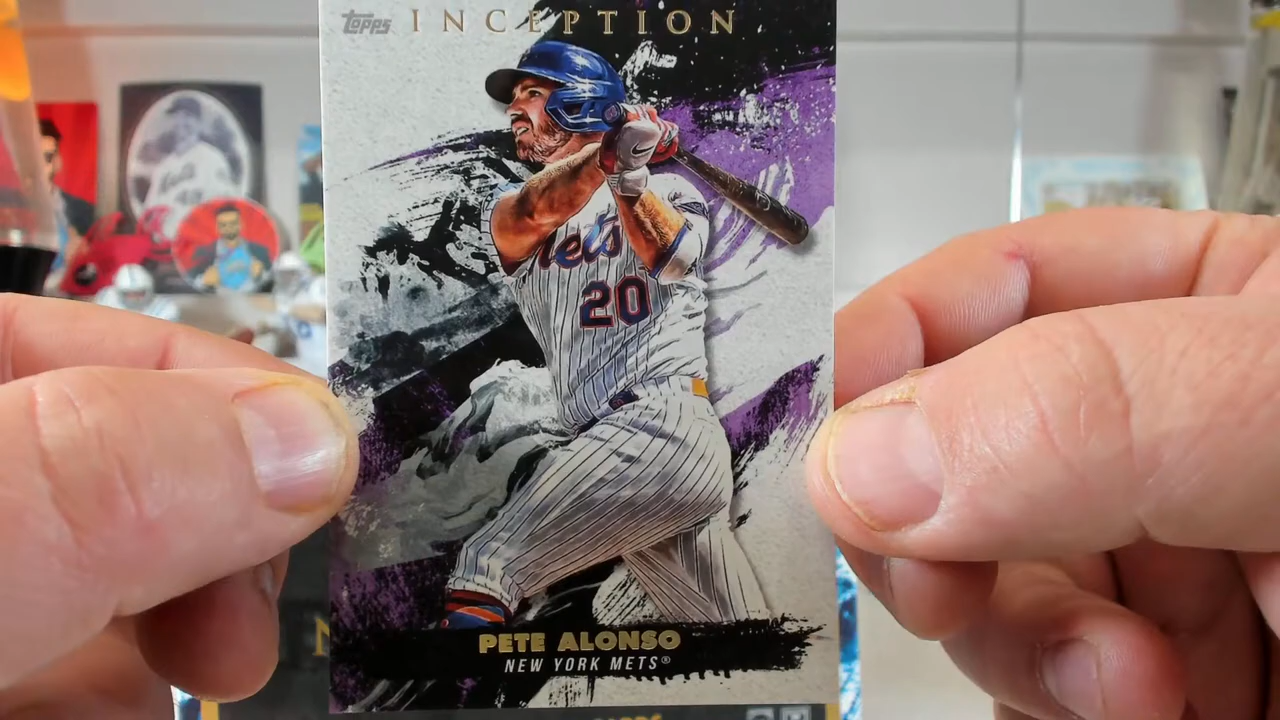 Topps INCEPTION
Mets
20
PETE ALONSO
NEW YORK METS®